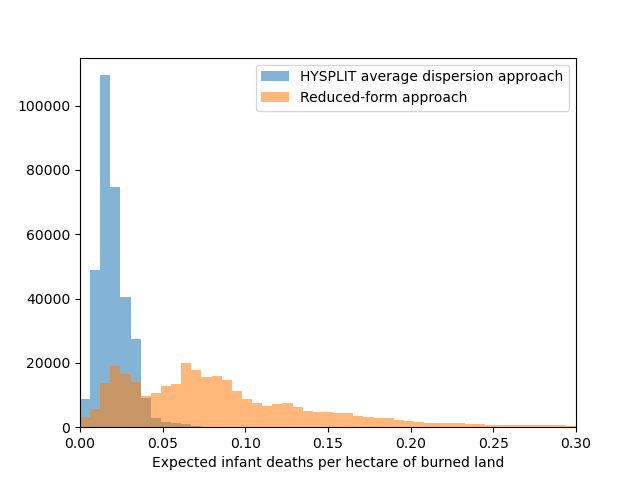 HYSPLIT average dispersion approach
Reduced-form approach
100000
80000
60000
40000
20000
0
0.00 0.05 0.10 0.15 0.20 0.25 0.30
Expected infant deaths per hectare of burned land